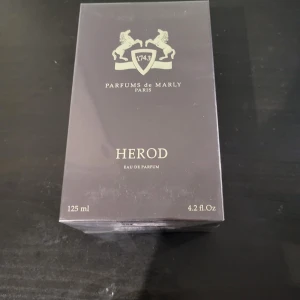 1743
PARFUMS de MARLY
PARIS
HEROD
EAU DE PARFUM
125 ml 4.2 fl.Oz